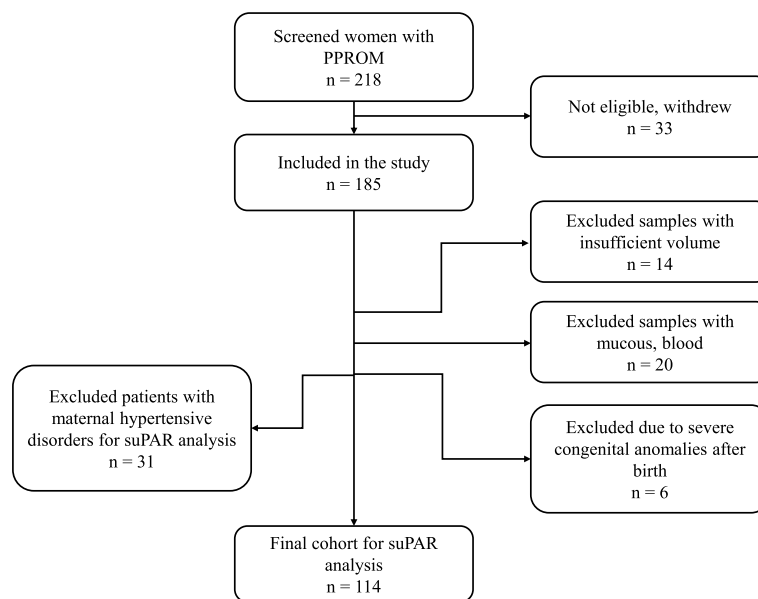 Screened women with
PPROM
n = 218
Not eligible, withdrew
n = 33
Included in the study
n = 185
Excluded samples with
insufficient volume
n = 14
Excluded samples with
mucous, blood
n = 20
Excluded patients with
maternal hypertensive
disorders for suPAR analysis
n = 31
Excluded due to severe
congenital anomalies after
birth
n = 6
Final cohort for suPAR
analysis
n = 114